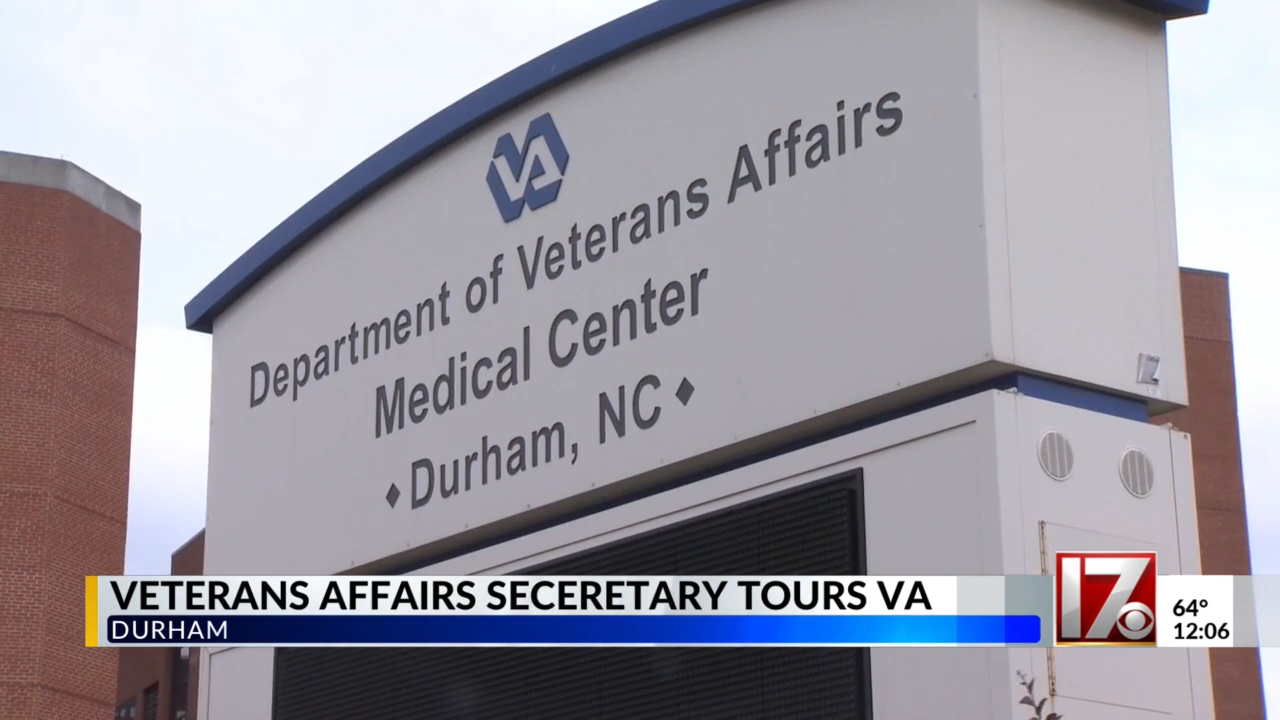 VA
Department of Veterans Affairs
Medical Center
◆ Durham, NC ◆
VETERANS AFFAIRS SECERETARY TOURS VA
DURHAM
17
64°
12:06